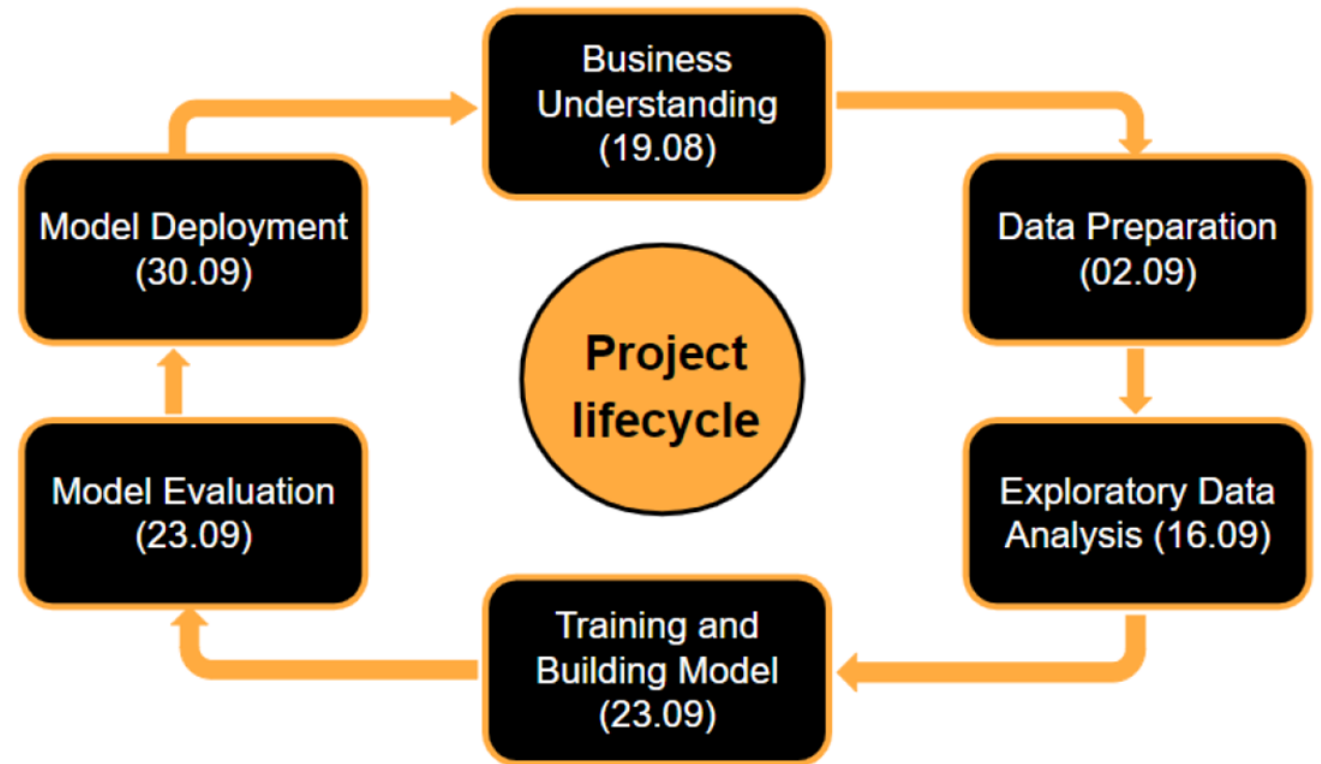 Business
Understanding
(19.08)
Data Preparation
(02.09)
Exploratory Data
Analysis (16.09)
Training and
Building Model
(23.09)
Model Evaluation
(23.09)
Model Deployment
(30.09)
Project
lifecycle